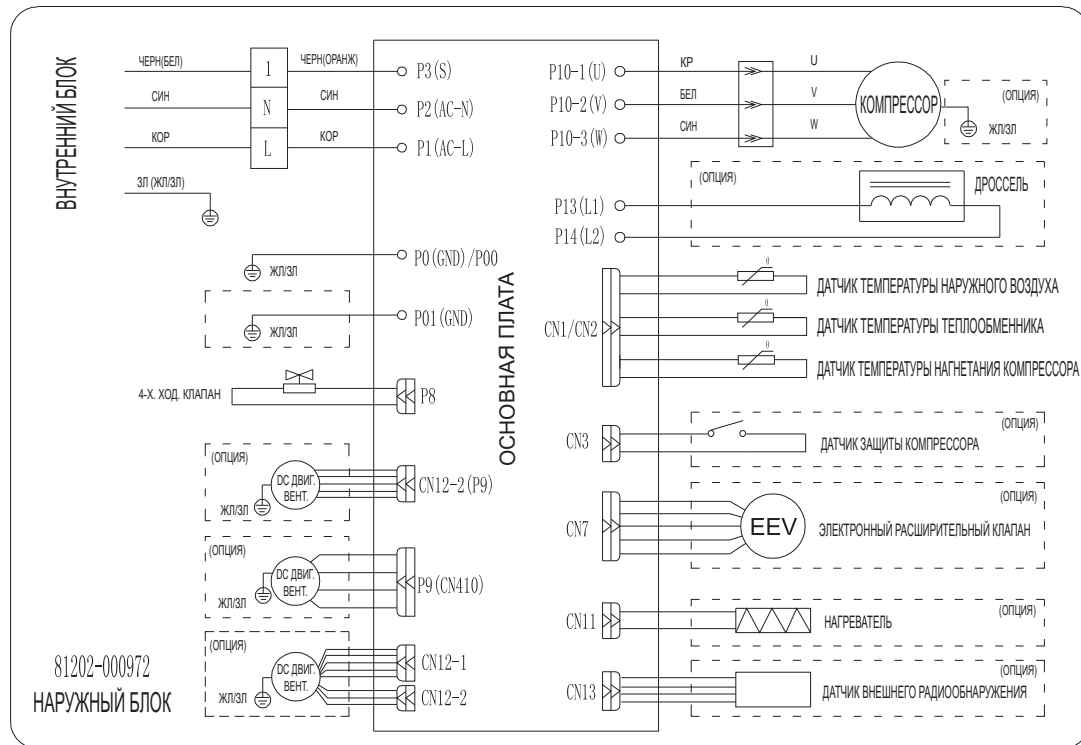 ВНУТРЕННИЙ БЛОК
ЧЕРН(БЕЛ)
1
ЧЕРН(ОРАНЖ)
P3(S)
СИН
N
СИН
P2(AC-N)
КОР
L
КОР
P1(AC-L)
ЗЛ (ЖЛ/ЗЛ)
ЖЛ/ЗЛ
P0(GND)/P00
ЖЛ/ЗЛ
P01(GND)
4-Х. ХОД. КЛАПАН
P8
(ОПЦИЯ)
DC ДВИГ.
ВЕНТ.
ЖЛ/ЗЛ
CN12-2(P9)
(ОПЦИЯ)
DC ДВИГ.
ВЕНТ.
ЖЛ/ЗЛ
P9(CN410)
(ОПЦИЯ)
DC ДВИГ.
ВЕНТ.
ЖЛ/ЗЛ
CN12-1
CN12-2
81202-000972
НАРУЖНЫЙ БЛОК
ОСНОВНАЯ ПЛАТА
P10-1(U)
КР
U
P10-2(V)
БЕЛ
V
P10-3(W)
СИН
W
КОМПРЕССОР
(ОПЦИЯ)
ЖЛ/ЗЛ
(ОПЦИЯ)
ДРОССЕЛЬ
P13(L1)
P14(L2)
CN1/CN2
θ
ДАТЧИК ТЕМПЕРАТУРЫ НАРУЖНОГО ВОЗДУХА
θ
ДАТЧИК ТЕМПЕРАТУРЫ ТЕПЛООБМЕННИКА
θ
ДАТЧИК ТЕМПЕРАТУРЫ НАГНЕТАНИЯ КОМПРЕССОРА
CN3
(ОПЦИЯ)
ДАТЧИК ЗАЩИТЫ КОМПРЕССОРА
CN7
EEV
(ОПЦИЯ)
ЭЛЕКТРОННЫЙ РАСШИРИТЕЛЬНЫЙ КЛАПАН
CN11
(ОПЦИЯ)
НАГРЕВАТЕЛЬ
CN13
(ОПЦИЯ)
ДАТЧИК ВНЕШНЕГО РАДИООБНАРУЖЕНИЯ